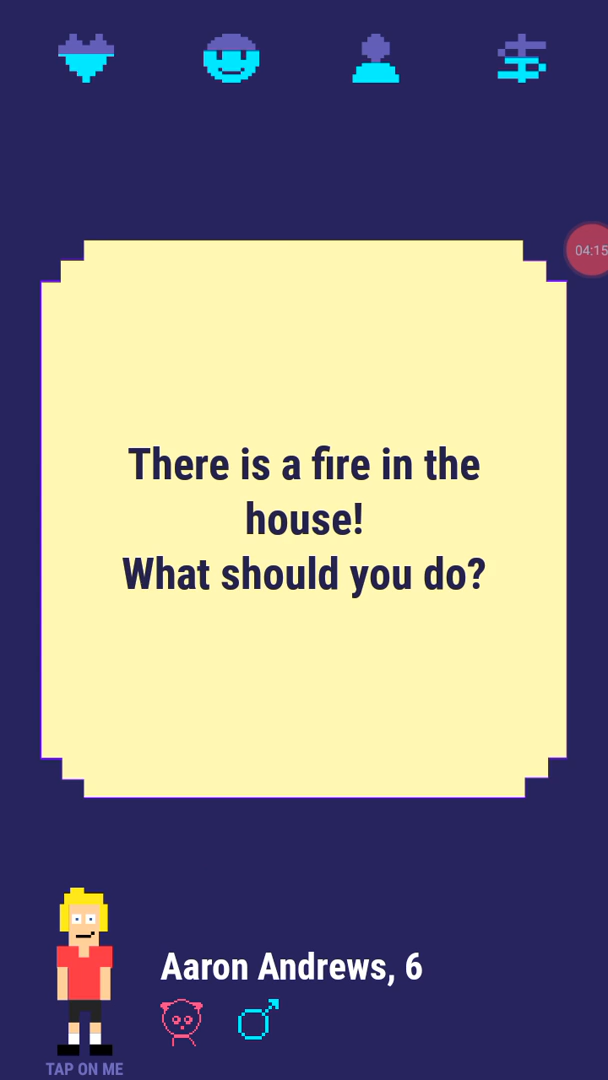 04:15
There is a fire in the
house!
What should you do?
Aaron Andrews, 6
TAP ON ME